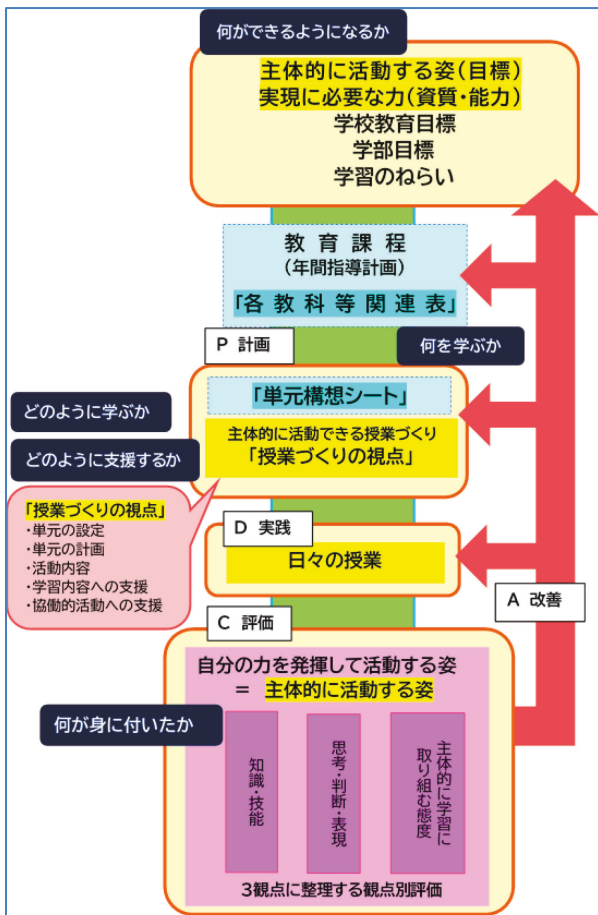 何ができるようになるか
主体的に活動する姿(目標)
実現に必要な力(資質・能力)
学校教育目標
学部目標
学習のねらい
教育課程
(年間指導計画)
「各教科等関連表」
P 計画
何を学ぶか
「単元構想シート」
どのように学ぶか
主体的に活動できる授業づくり
「授業づくりの視点」
どのように支援するか
「授業づくりの視点」
・単元の設定
・単元の計画
・活動内容
・学習内容への支援
・協働的活動への支援
D 実践
日々の授業
A 改善
C 評価
自分の力を発揮して活動する姿
= 主体的に活動する姿
何が身に付いたか
知識・技能
思考・判断・表現
主体的に学習に
取り組む態度
3観点に整理する観点別評価